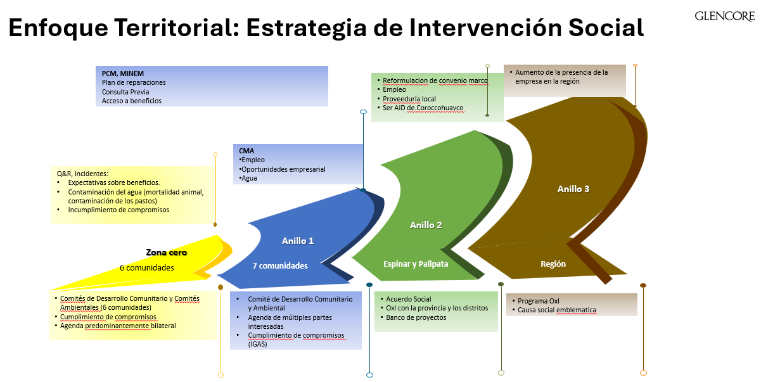 Enfoque Territorial: Estrategia de Intervención Social
GLENCORE
PCM, MINEM
Plan de reparaciones
Consulta Previa
Acceso a beneficios
• Reformulacion de convenio marco
• Empleo
• Proveeduría local
• Ser AID de Coroccohuayco
• Aumento de la presencia de la
empresa en la región
CMA
•Empleo
•Oportunidades empresarial
•Agua
Q&R, Incidentes:
• Expectativas sobre beneficios.
• Contaminación del agua (mortalidad animal,
contaminación de los pastos)
• Incumplimiento de compromisos
Zona cero
6 comunidades
Anillo 1
7 comunidades
Anillo 2
Espinar y Pallpata
Anillo 3
Región
• Comités de Desarrollo Comunitario y Comités
Ambientales (6 comunidades)
• Cumplimiento de compromisos
• Agenda predominantemente bilateral
• Comité de Desarrollo Comunitario
y Ambiental
• Agenda de múltiples partes
interesadas
• Cumplimiento de compromisos
(IGAS)
• Acuerdo Social
• Oxi con la provincia y los distritos
• Banco de proyectos
• Programa OxI
• Causa social emblematica